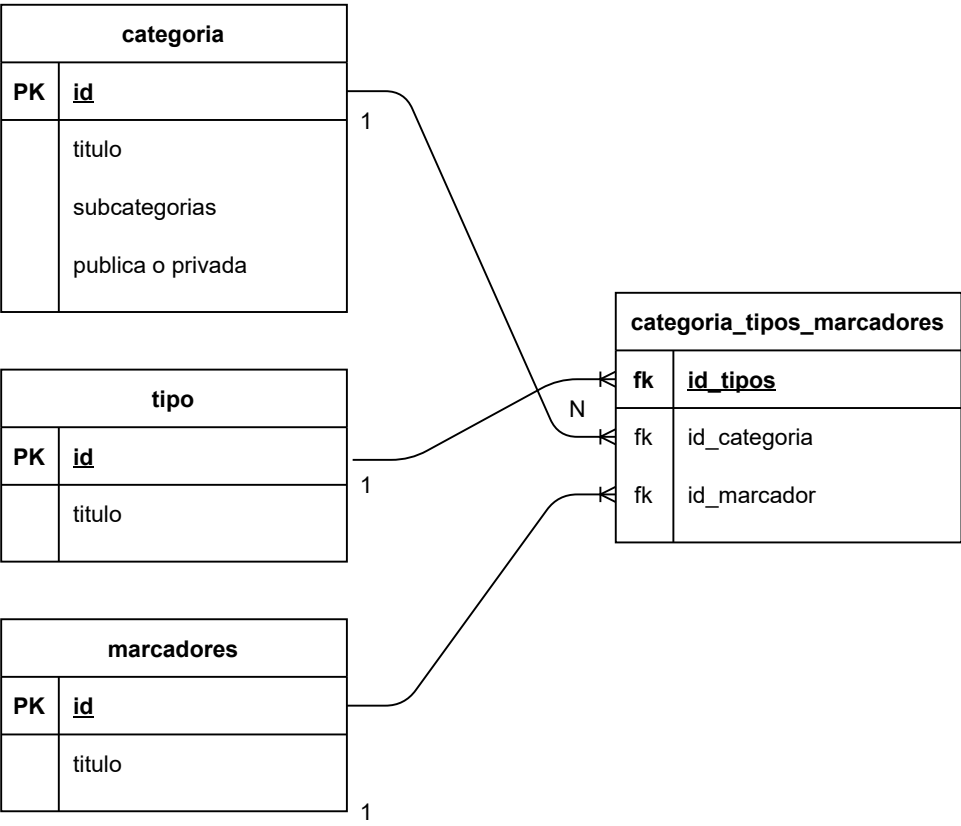 categoria
PK id
1
titulo
subcategorias
publica o privada
categoria_tipos_marcadores
fk id_tipos
N
fk id_categoria
fk id_marcador
tipo
PK id
1
titulo
marcadores
PK id
titulo
1